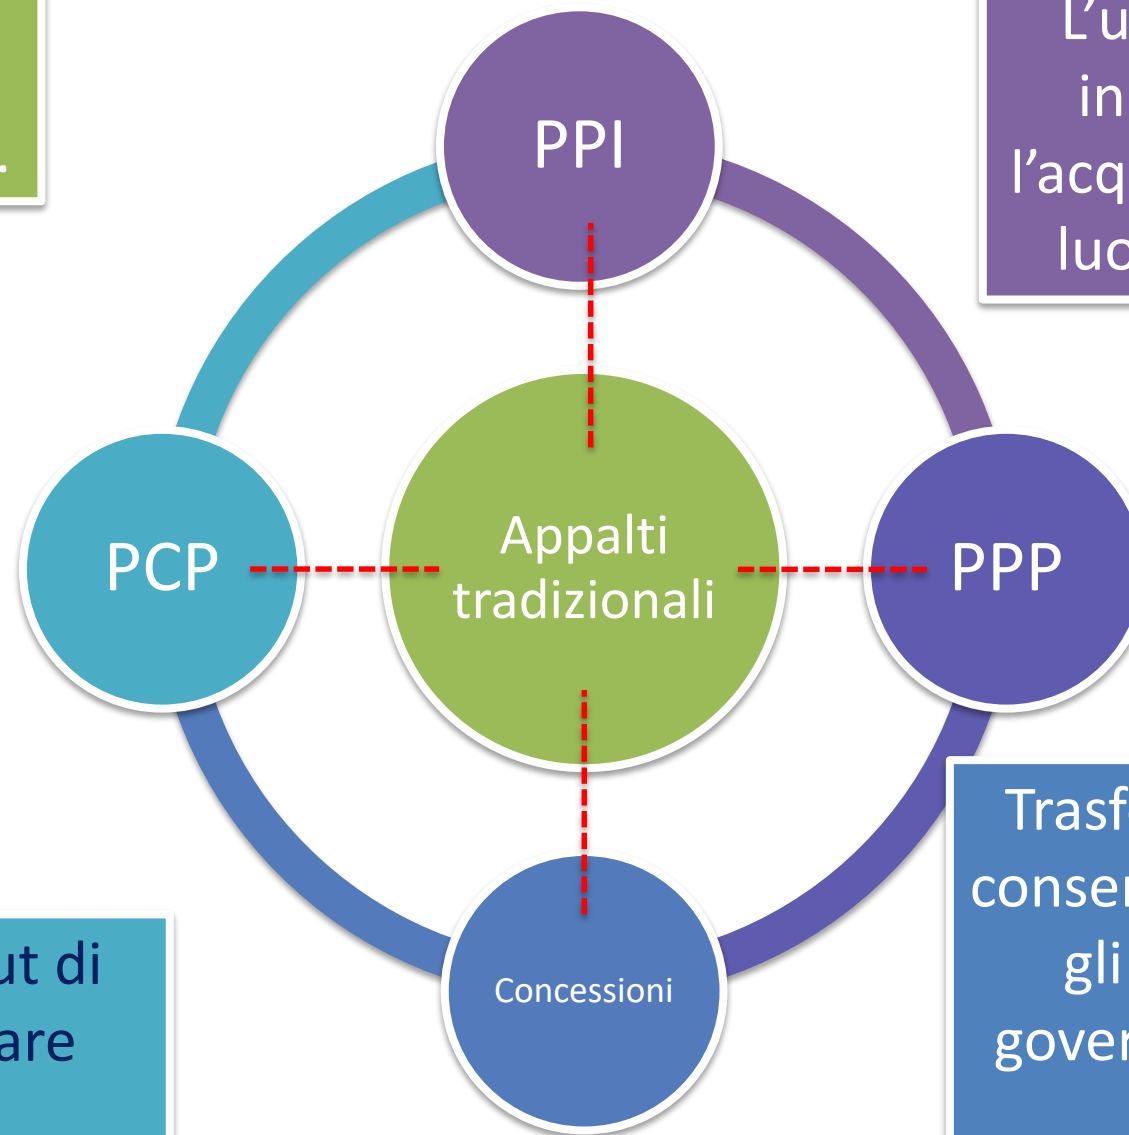 PPI
L'u
in
l'acq
luo
.
PCP
Appalti
tradizionali
PPP
Concessioni
ut di
are
Trasf
conser
gli
gover